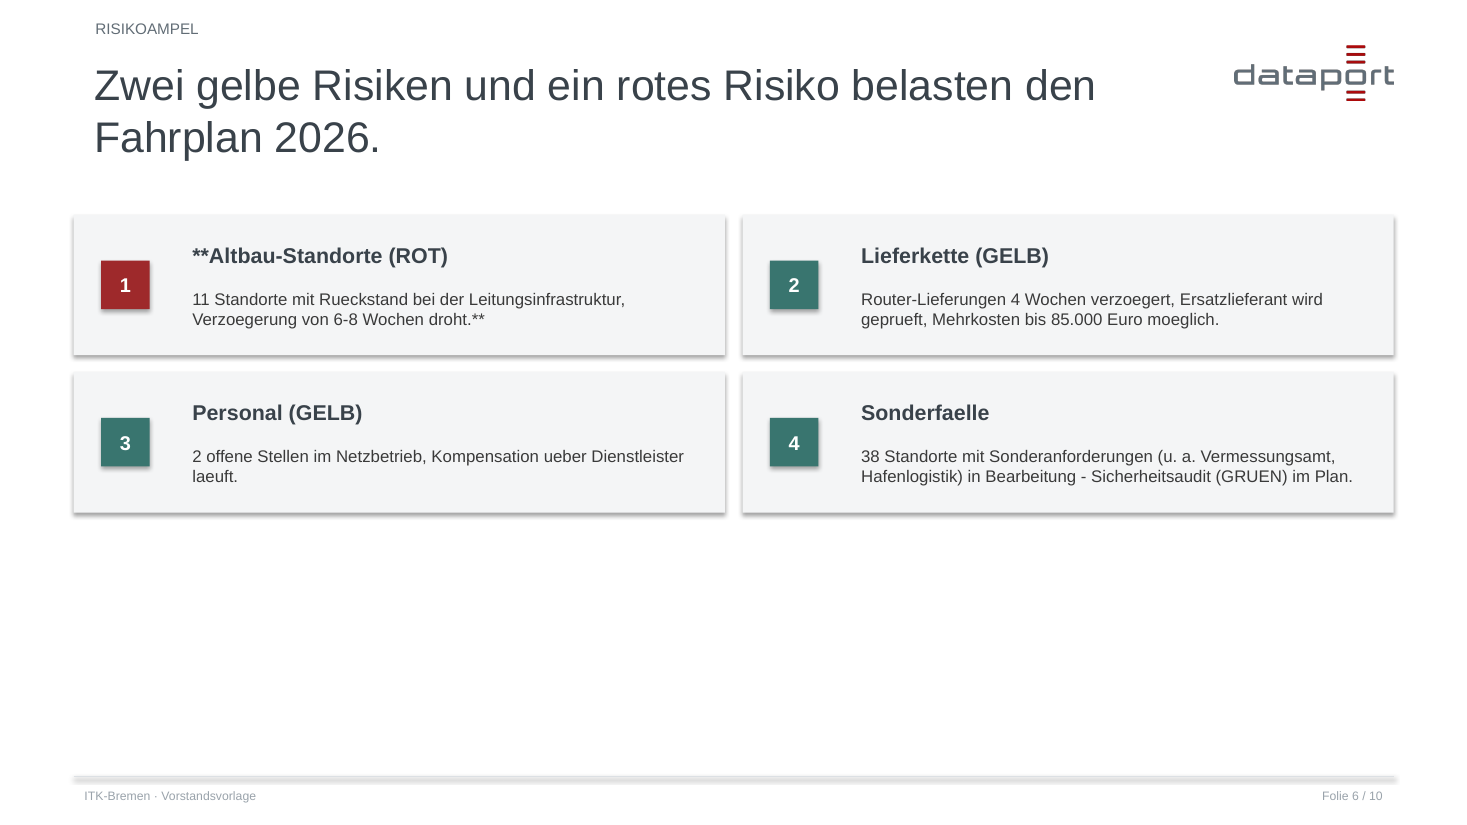 RISIKOAMPEL
Zwei gelbe Risiken und ein rotes Risiko belasten den
Fahrplan 2026.
dataport
1
**Altbau-Standorte (ROT)
11 Standorte mit Rueckstand bei der Leitungsinfrastruktur,
Verzoegerung von 6-8 Wochen droht.**
2
Lieferkette (GELB)
Router-Lieferungen 4 Wochen verzoegert, Ersatzlieferant wird
geprueft, Mehrkosten bis 85.000 Euro moeglich.
3
Personal (GELB)
2 offene Stellen im Netzbetrieb, Kompensation ueber Dienstleister
laeuft.
4
Sonderfaelle
38 Standorte mit Sonderanforderungen (u. a. Vermessungsamt,
Hafenlogistik) in Bearbeitung - Sicherheitsaudit (GRUEN) im Plan.
ITK-Bremen · Vorstandsvorlage
Folie 6 / 10